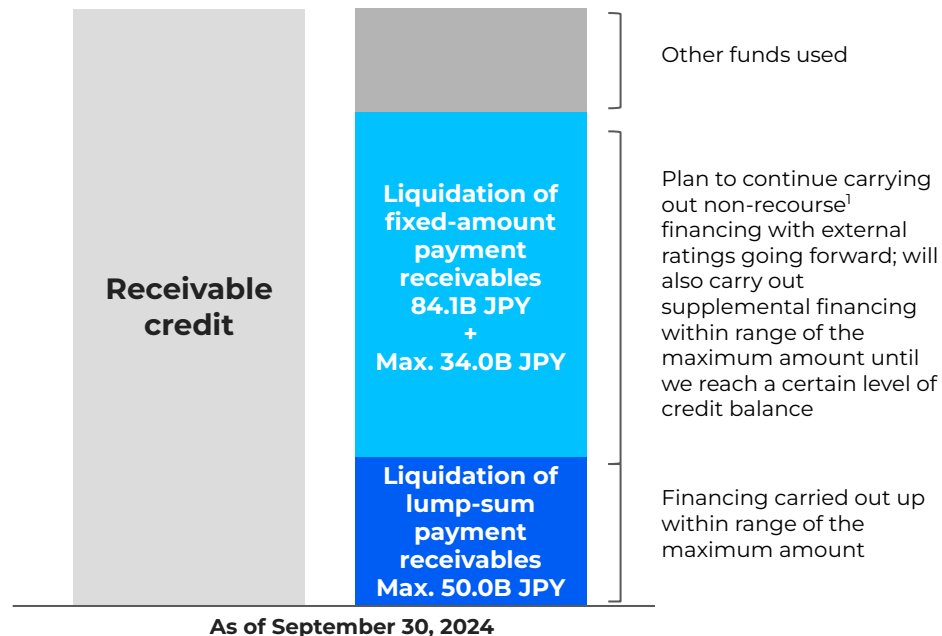 Receivable
credit
Liquidation of
fixed-amount
payment
receivables
84.1B JPY
+
Max. 34.0B JPY
Liquidation of
lump-sum
payment
receivables
Max. 50.0B JPY
Other funds used
Plan to continue carrying
out non-recourse¹
financing with external
ratings going forward; will
also carry out
supplemental financing
within range of the
maximum amount until
we reach a certain level of
credit balance
Financing carried out up
within range of the
maximum amount
As of September 30, 2024